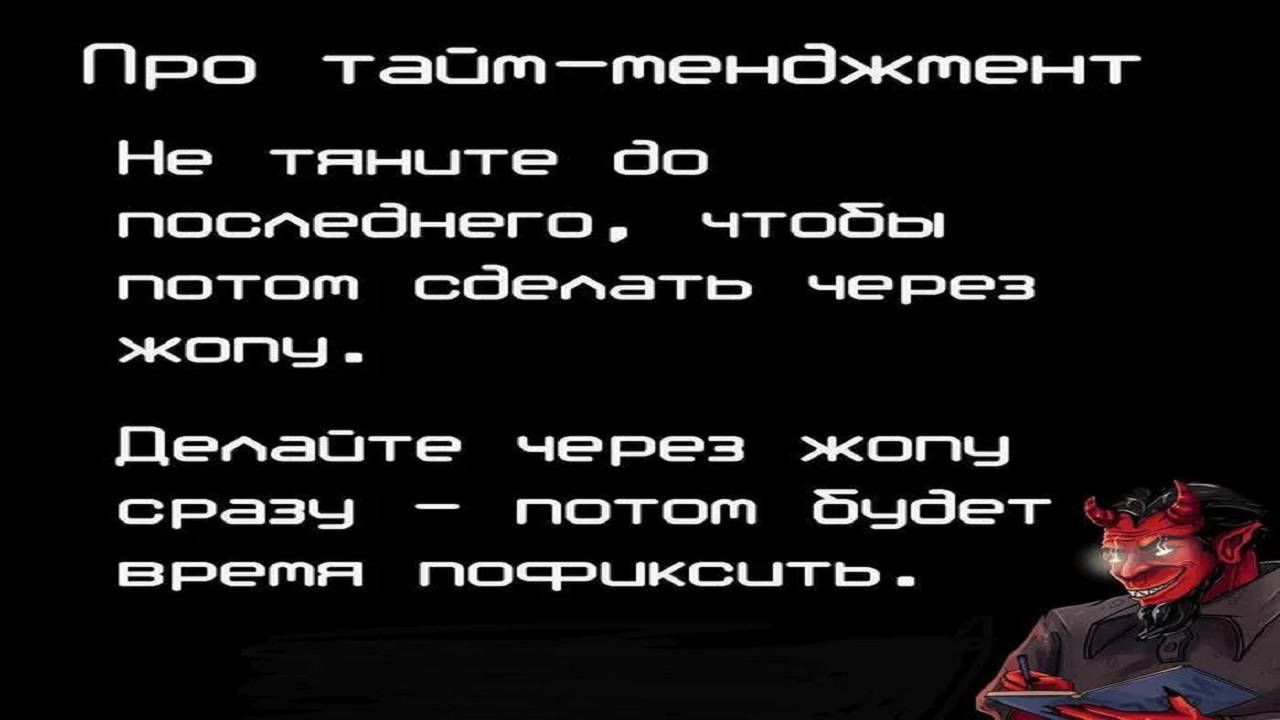 Про тайм-менджмент
Не тяните до
последнего, чтобы
потом сделать через
жопу.
Делайте через жопу
сразу - потом будет
время пофиксить.